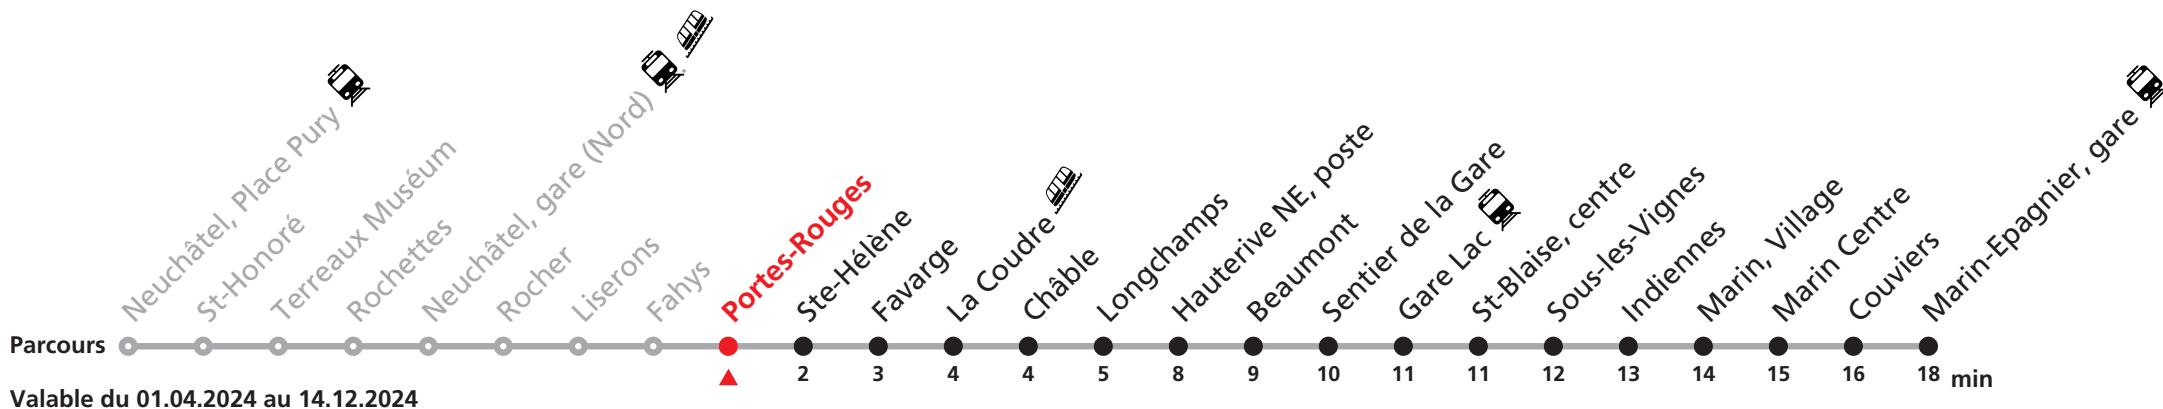 Neuchâtel, Place Pury
St-Honoré
Terreaux Muséum
Rochettes
Neuchâtel, gare (Nord)
Rocher
Liserons
Fahys
Portes-Rouges
Ste-Hélène
Favarge
La Coudre
Châble
Longchamps
Hauterive NE, poste
Beaumont
Sentier de la Gare
Gare Lac
St-Blaise, centre
Sous-les-Vignes
Indiennes
Marin, Village
Marin Centre
Couviers
Marin-Epagnier, gare
Parcours
2 3 4 4 5 8 9 10 11 11 12 13 14 15 16 18 min
Valable du 01.04.2024 au 14.12.2024